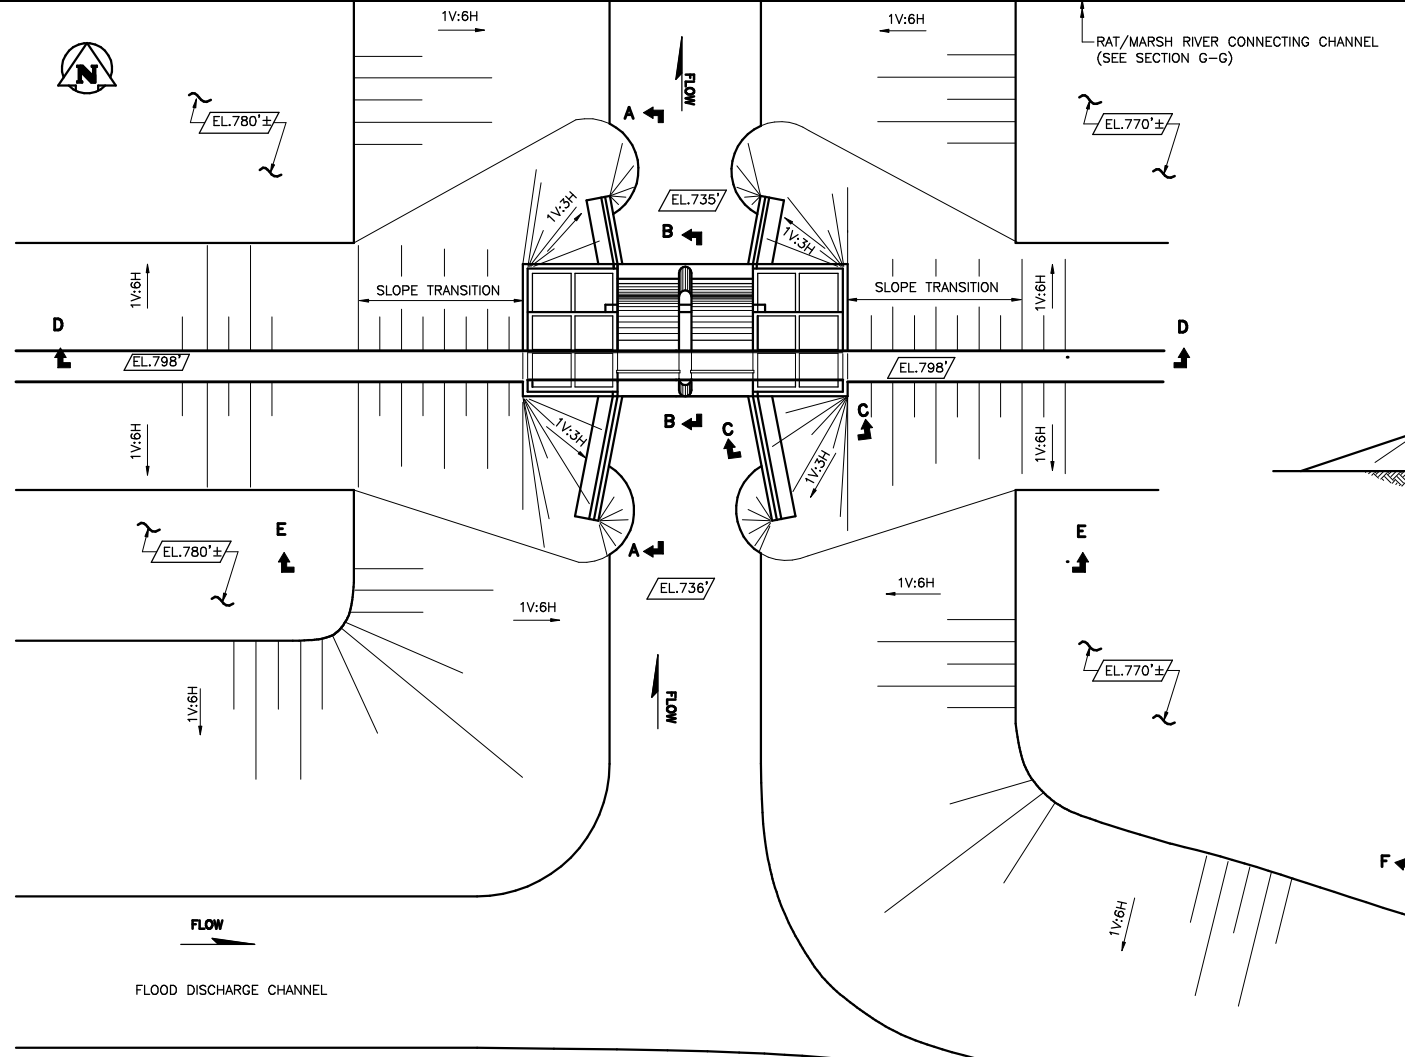 1V:6H
1V:6H
RAT/MARSH RIVER CONNECTING CHANNEL
(SEE SECTION G-G)
N
FLOW
A
EL.780'±
EL.770'±
EL.735'
1V:3H
1V:3H
B
1V:6H
SLOPE TRANSITION
SLOPE TRANSITION
1V:6H
D
D
EL.798'
EL.798'
B
C
C
1V:6H
1V:3H
1V:3H
1V:6H
E
A
E
EL.780'±
EL.736'
1V:6H
1V:6H
EL.770'±
1V:6H
FLOW
F
1V:6H
FLOW
FLOOD DISCHARGE CHANNEL